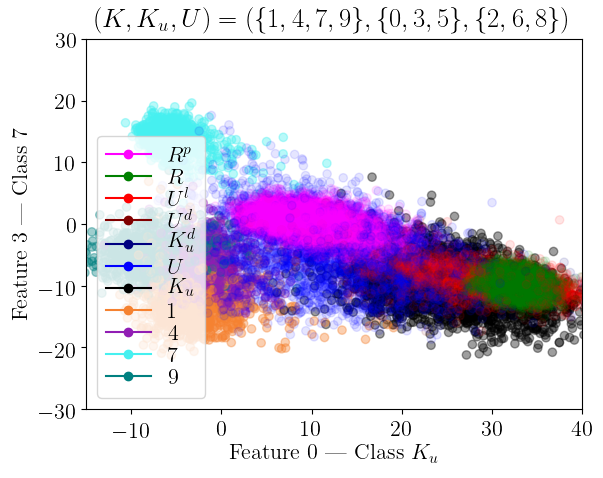 (K, K_u, U) = ({1, 4, 7, 9}, {0, 3, 5}, {2, 6, 8})
30
20
10
0
−10
−20
−30
Feature 3 — Class 7
R^p
R
U^l
U^d
K_u^d
U
K_u
1
4
7
9
−10 0 10 20 30 40
Feature 0 — Class K_u